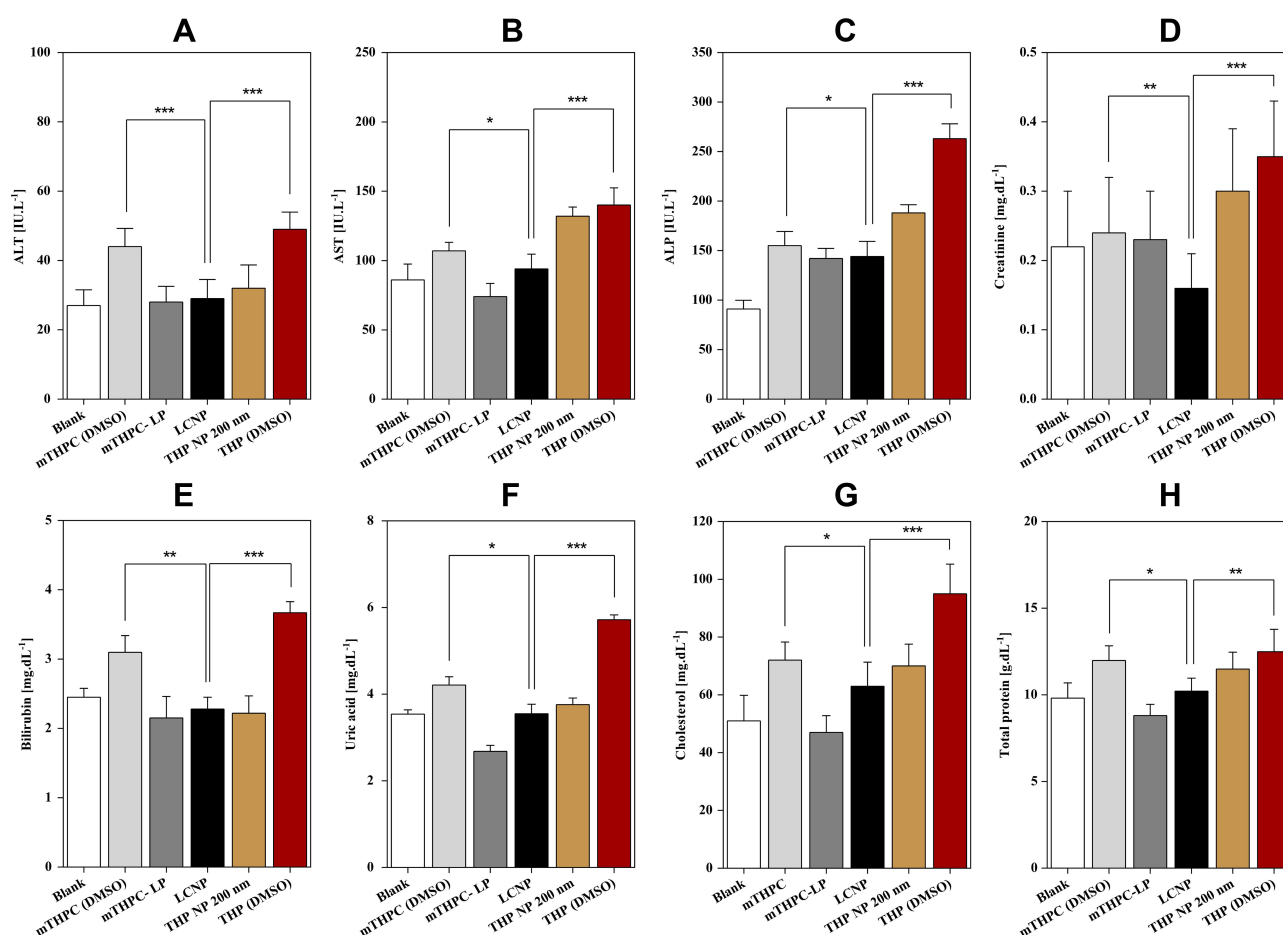 A
ALT [IU.L⁻¹]
100
80
60
40
20
0
***
***
Blank
mTHPC (DMSO)
mTHPC- LP
LCNP
THP NP 200 nm
THP (DMSO)
B
AST [IU.L⁻¹]
250
200
150
100
50
0
*
***
Blank
mTHPC (DMSO)
mTHPC- LP
LCNP
THP NP 200 nm
THP (DMSO)
C
ALP [IU.L⁻¹]
350
300
250
200
150
100
50
0
*
***
Blank
mTHPC (DMSO)
mTHPC-LP
LCNP
THP NP 200 nm
THP (DMSO)
D
Creatinine [mg.dL⁻¹]
0.5
0.4
0.3
0.2
0.1
0.0
**
***
Blank
mTHPC (DMSO)
mTHPC- LP
LCNP
THP NP 200 nm
THP (DMSO)
E
Bilirubin [mg.dL⁻¹]
5
4
3
2
1
0
**
***
Blank
mTHPC (DMSO)
mTHPC- LP
LCNP
THP NP 200 nm
THP (DMSO)
F
Uric acid [mg.dL⁻¹]
8
6
4
2
0
*
***
Blank
mTHPC (DMSO)
mTHPC- LP
LCNP
THP NP 200 nm
THP (DMSO)
G
Cholesterol [mg.dL⁻¹]
120
100
80
60
40
20
0
*
***
Blank
mTHPC
mTHPC-LP
LCNP
THP NP 200 nm
THP (DMSO)
H
Total protein [g.dL⁻¹]
20
15
10
5
0
*
**
Blank
mTHPC (DMSO)
mTHPC-LP
LCNP
THP NP 200 nm
THP (DMSO)